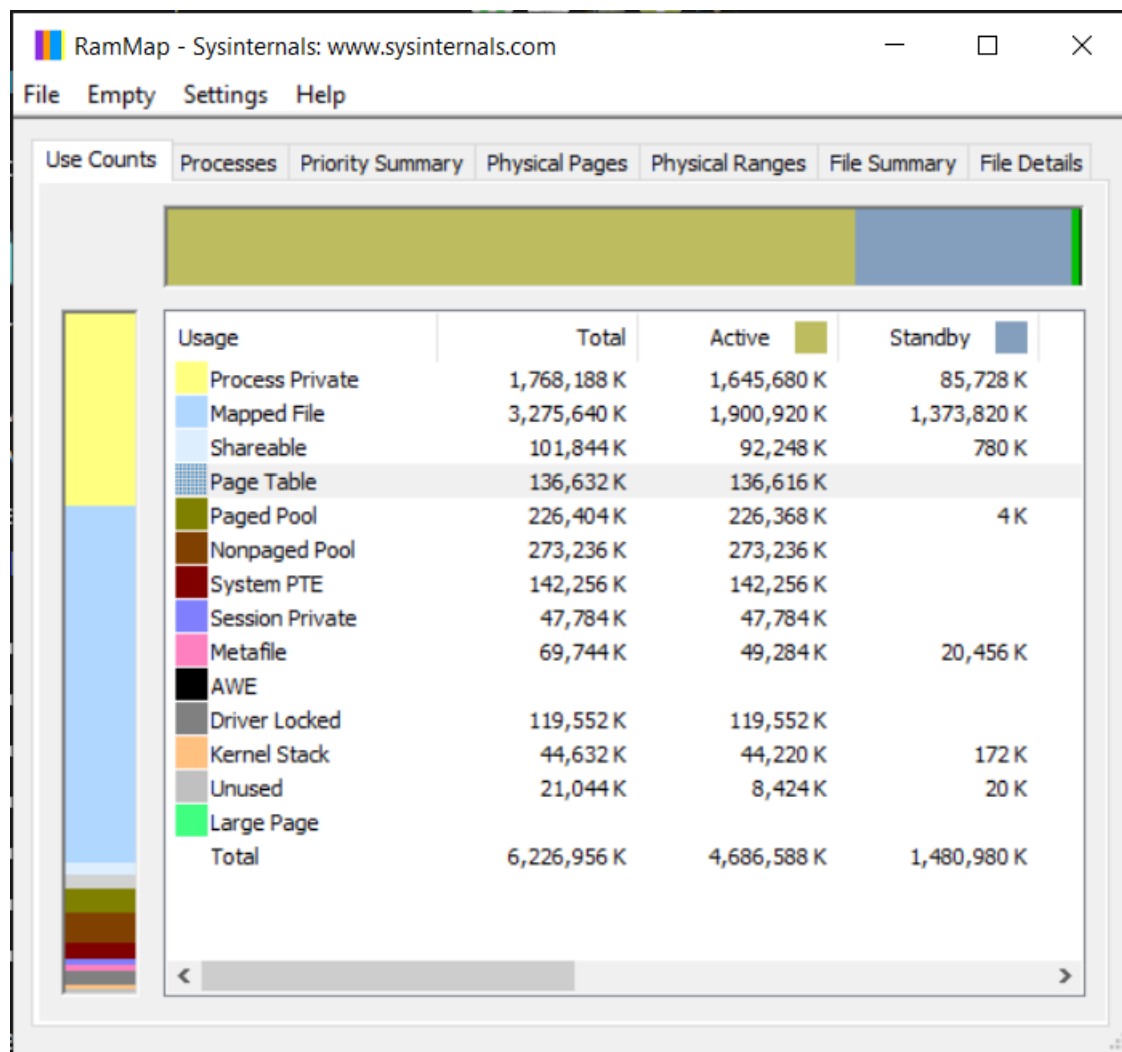 RamMap - Sysinternals: www.sysinternals.com
File Empty Settings Help
Use Counts Processes Priority Summary Physical Pages Physical Ranges File Summary File Details
Usage Total Active Standby
Process Private 1,768,188 K 1,645,680 K 85,728 K
Mapped File 3,275,640 K 1,900,920 K 1,373,820 K
Shareable 101,844 K 92,248 K 780 K
Page Table 136,632 K 136,616 K
Paged Pool 226,404 K 226,368 K 4 K
Nonpaged Pool 273,236 K 273,236 K
System PTE 142,256 K 142,256 K
Session Private 47,784 K 47,784 K
Metafile 69,744 K 49,284 K 20,456 K
AWE
Driver Locked 119,552 K 119,552 K
Kernel Stack 44,632 K 44,220 K 172 K
Unused 21,044 K 8,424 K 20 K
Large Page
Total 6,226,956 K 4,686,588 K 1,480,980 K